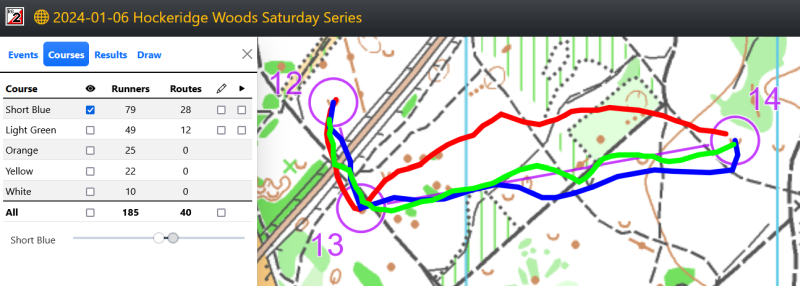 2024-01-06 Hockeridge Woods Saturday Series
Events Courses Results Draw
Course Runners Routes
Short Blue 79 28
Light Green 49 12
Orange 25 0
Yellow 22 0
White 10 0
All 185 40
Short Blue
12
14
13